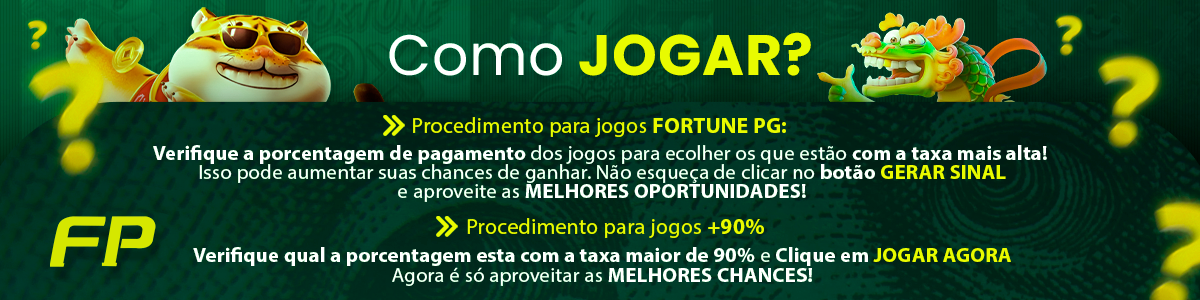 Como JOGAR?
Procedimento para jogos FORTUNE PG:
Verifique a porcentagem de pagamento dos jogos para ecolher os que estão com a taxa mais alta!
Isso pode aumentar suas chances de ganhar. Não esqueça de clicar no botão GERAR SINAL
e aproveite as MELHORES OPORTUNIDADES!
Procedimento para jogos +90%
FP
Verifique qual a porcentagem esta com a taxa maior de 90% e Clique em JOGAR AGORA
Agora é só aproveitar as MELHORES CHANCES!